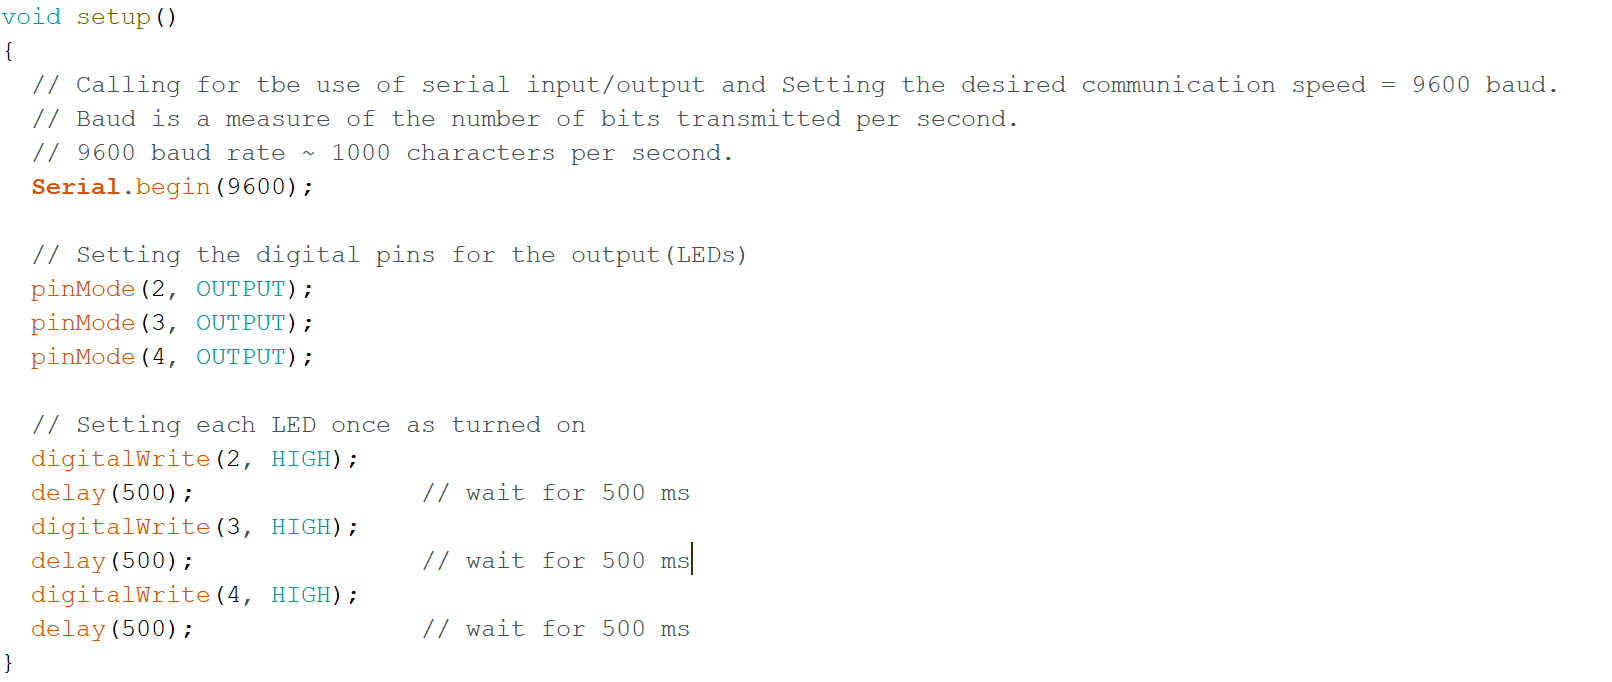 void setup()
{
  // Calling for tbe use of serial input/output and Setting the desired communication speed = 9600 baud.
  // Baud is a measure of the number of bits transmitted per second.
  // 9600 baud rate ~ 1000 characters per second.
  Serial.begin(9600);
  // Setting the digital pins for the output(LEDs)
  pinMode(2, OUTPUT);
  pinMode(3, OUTPUT);
  pinMode(4, OUTPUT);
  // Setting each LED once as turned on
  digitalWrite(2, HIGH);
  delay(500);               // wait for 500 ms
  digitalWrite(3, HIGH);
  delay(500);               // wait for 500 ms
  digitalWrite(4, HIGH);
  delay(500);               // wait for 500 ms
}